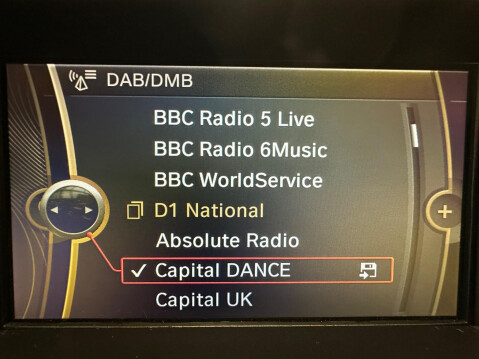 DAB/DMB
BBC Radio 5 Live
BBC Radio 6Music
BBC WorldService
D1 National
Absolute Radio
Capital DANCE
Capital UK